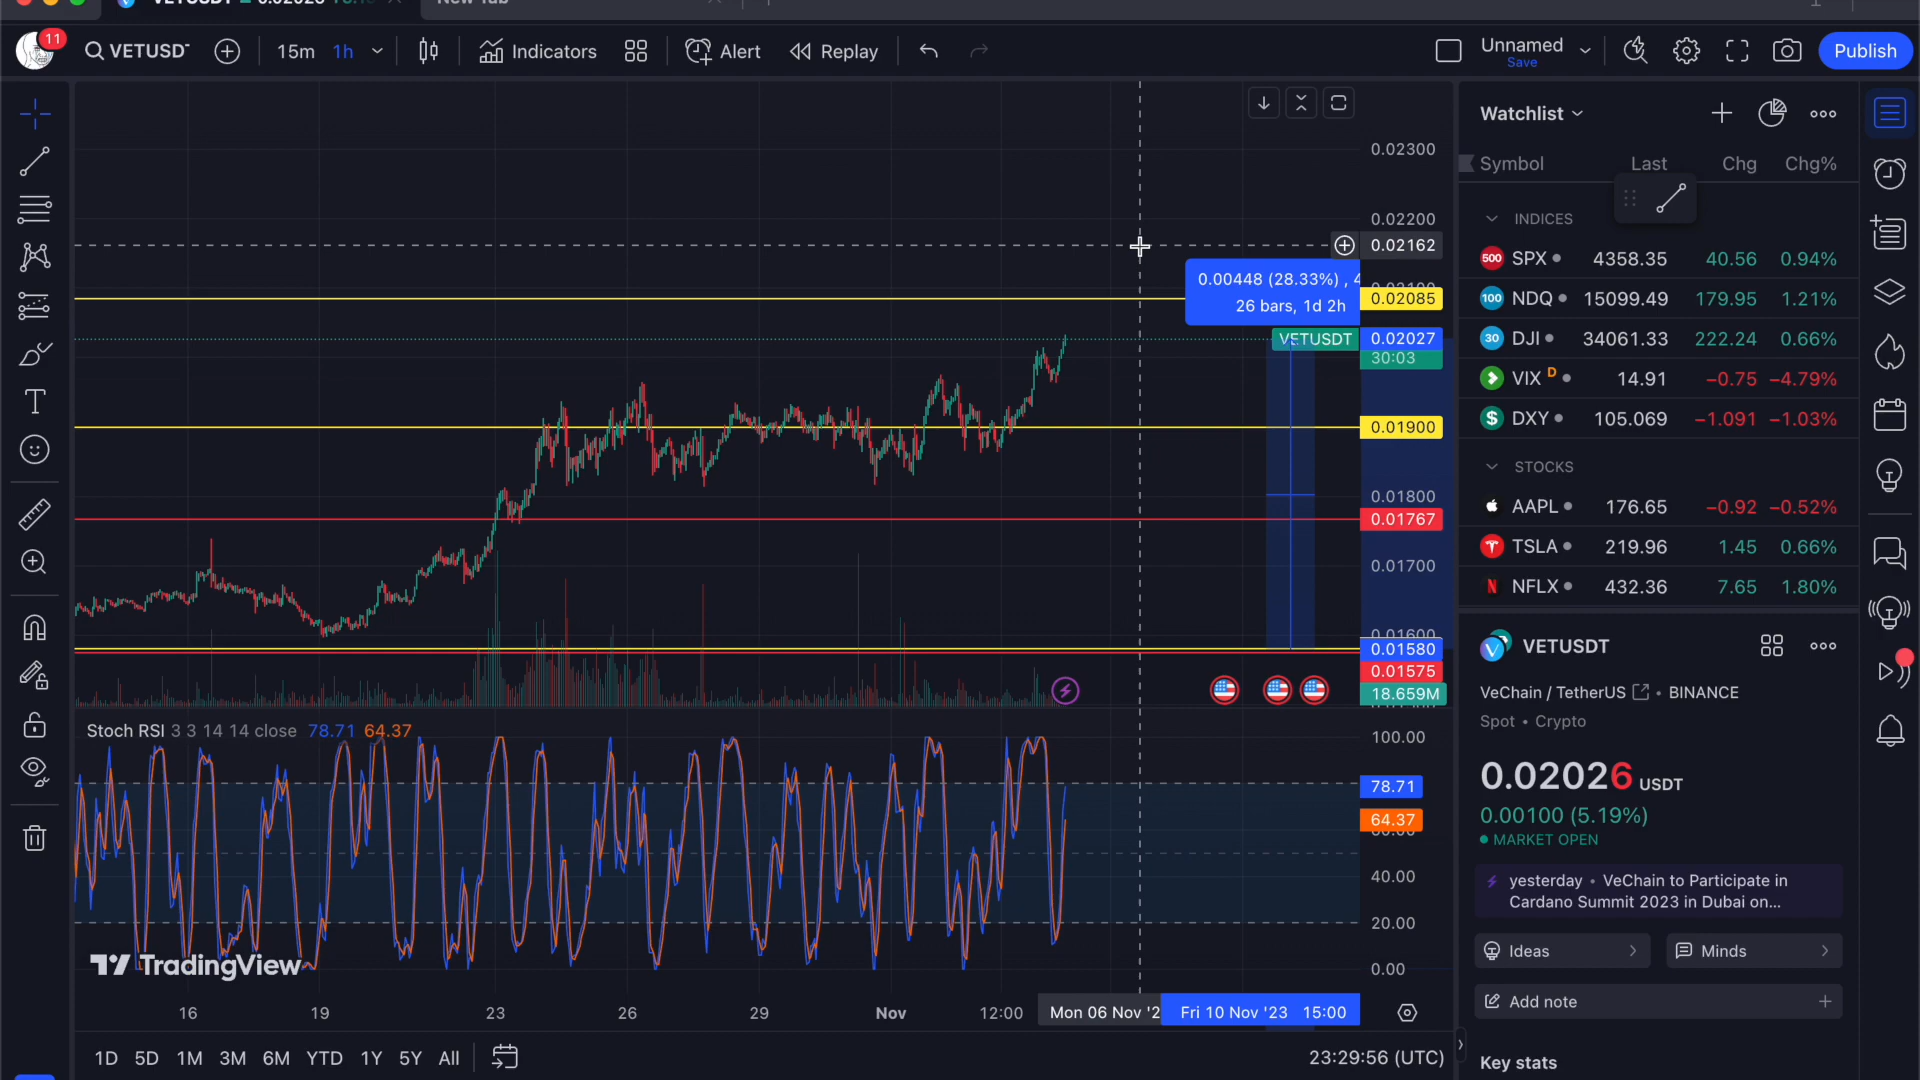 11
VETUSDT
15m
1h
Indicators
Alert
Replay
Unnamed
Save
Publish
0.02300
0.02200
0.02162
0.00448 (28.33%) , 4
26 bars, 1d 2h
0.02085
VETUSDT
0.02027
30:03
0.01900
0.01800
0.01767
0.01700
0.01600
0.01580
0.01575
18.659M
Stoch RSI 3 3 14 14 close 78.71 64.37
100.00
78.71
64.37
60.00
40.00
20.00
0.00
TradingView
16
19
23
26
29
Nov
12:00
Mon 06 Nov '2
Fri 10 Nov '23 15:00
1D 5D 1M 3M 6M YTD 1Y 5Y All
23:29:56 (UTC)
Watchlist
Symbol Last Chg Chg%
INDICES
500 SPX 4358.35 40.56 0.94%
100 NDQ 15099.49 179.95 1.21%
30 DJI 34061.33 222.24 0.66%
VIX D 14.91 −0.75 −4.79%
$ DXY 105.069 −1.091 −1.03%
STOCKS
AAPL 176.65 −0.92 −0.52%
TSLA 219.96 1.45 0.66%
NFLX 432.36 7.65 1.80%
VETUSDT
VeChain / TetherUS • BINANCE
Spot • Crypto
0.02026 USDT
0.00100 (5.19%)
MARKET OPEN
yesterday • VeChain to Participate in
Cardano Summit 2023 in Dubai on...
Ideas
Minds
Add note
Key stats